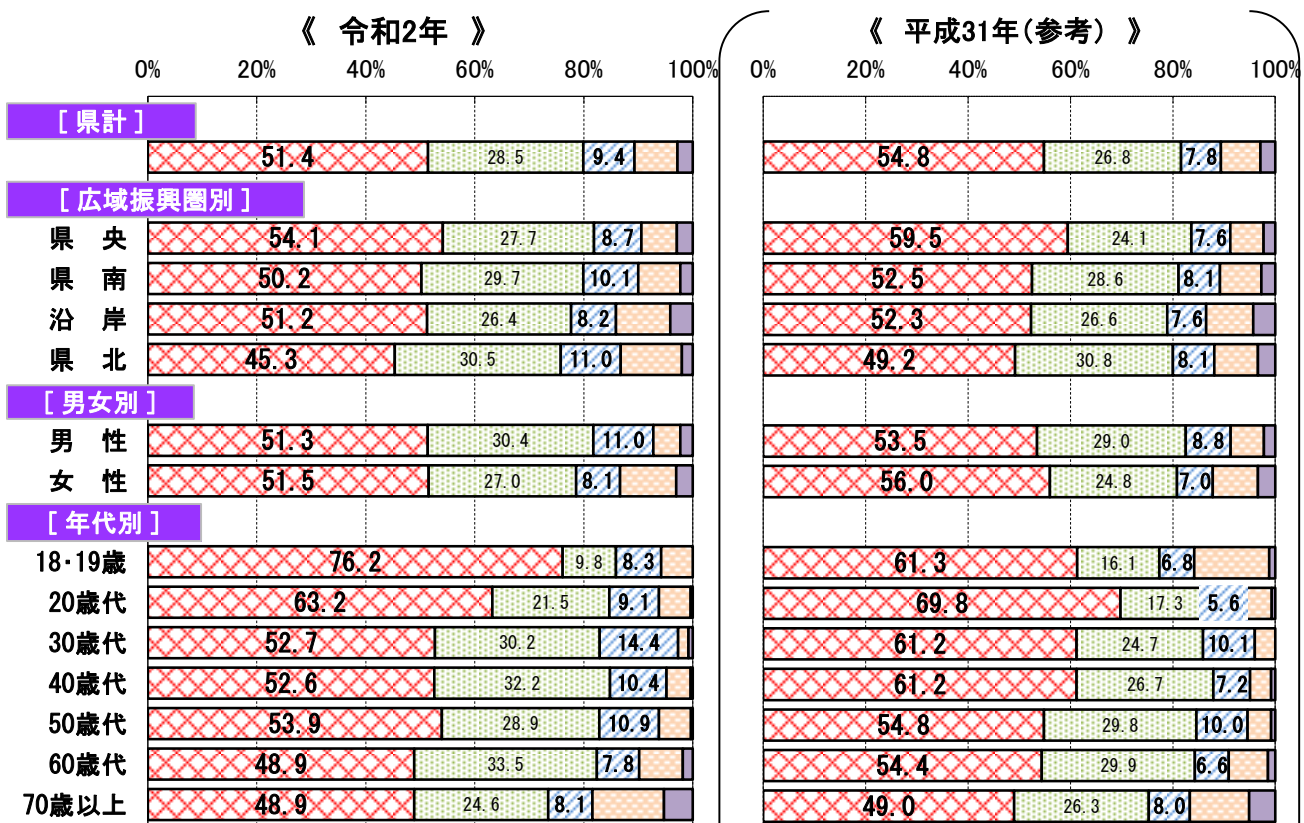 《 令和2年 》 《 平成31年(参考) 》
0% 20% 40% 60% 80% 100% 0% 20% 40% 60% 80% 100%
[ 県計 ]
51.4 28.5 9.4 54.8 26.8 7.8
[ 広域振興圏別 ]
県 央 54.1 27.7 8.7 59.5 24.1 7.6
県 南 50.2 29.7 10.1 52.5 28.6 8.1
沿 岸 51.2 26.4 8.2 52.3 26.6 7.6
県 北 45.3 30.5 11.0 49.2 30.8 8.1
[ 男女別 ]
男 性 51.3 30.4 11.0 53.5 29.0 8.8
女 性 51.5 27.0 8.1 56.0 24.8 7.0
[ 年代別 ]
18・19歳 76.2 9.8 8.3 61.3 16.1 6.8
20歳代 63.2 21.5 9.1 69.8 17.3 5.6
30歳代 52.7 30.2 14.4 61.2 24.7 10.1
40歳代 52.6 32.2 10.4 61.2 26.7 7.2
50歳代 53.9 28.9 10.9 54.8 29.8 10.0
60歳代 48.9 33.5 7.8 54.4 29.9 6.6
70歳以上 48.9 24.6 8.1 49.0 26.3 8.0